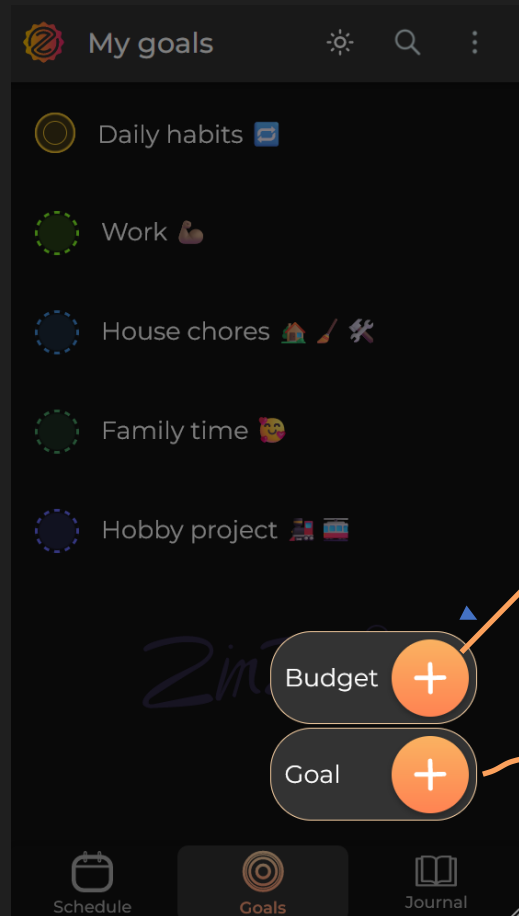 My goals
Daily habits 🔁
Work 💪🏽
House chores 🏠 🧹 🛠
Family time 🥰
Hobby project 🚂 🚋
Budget
Goal
Schedule
Goals
Journal